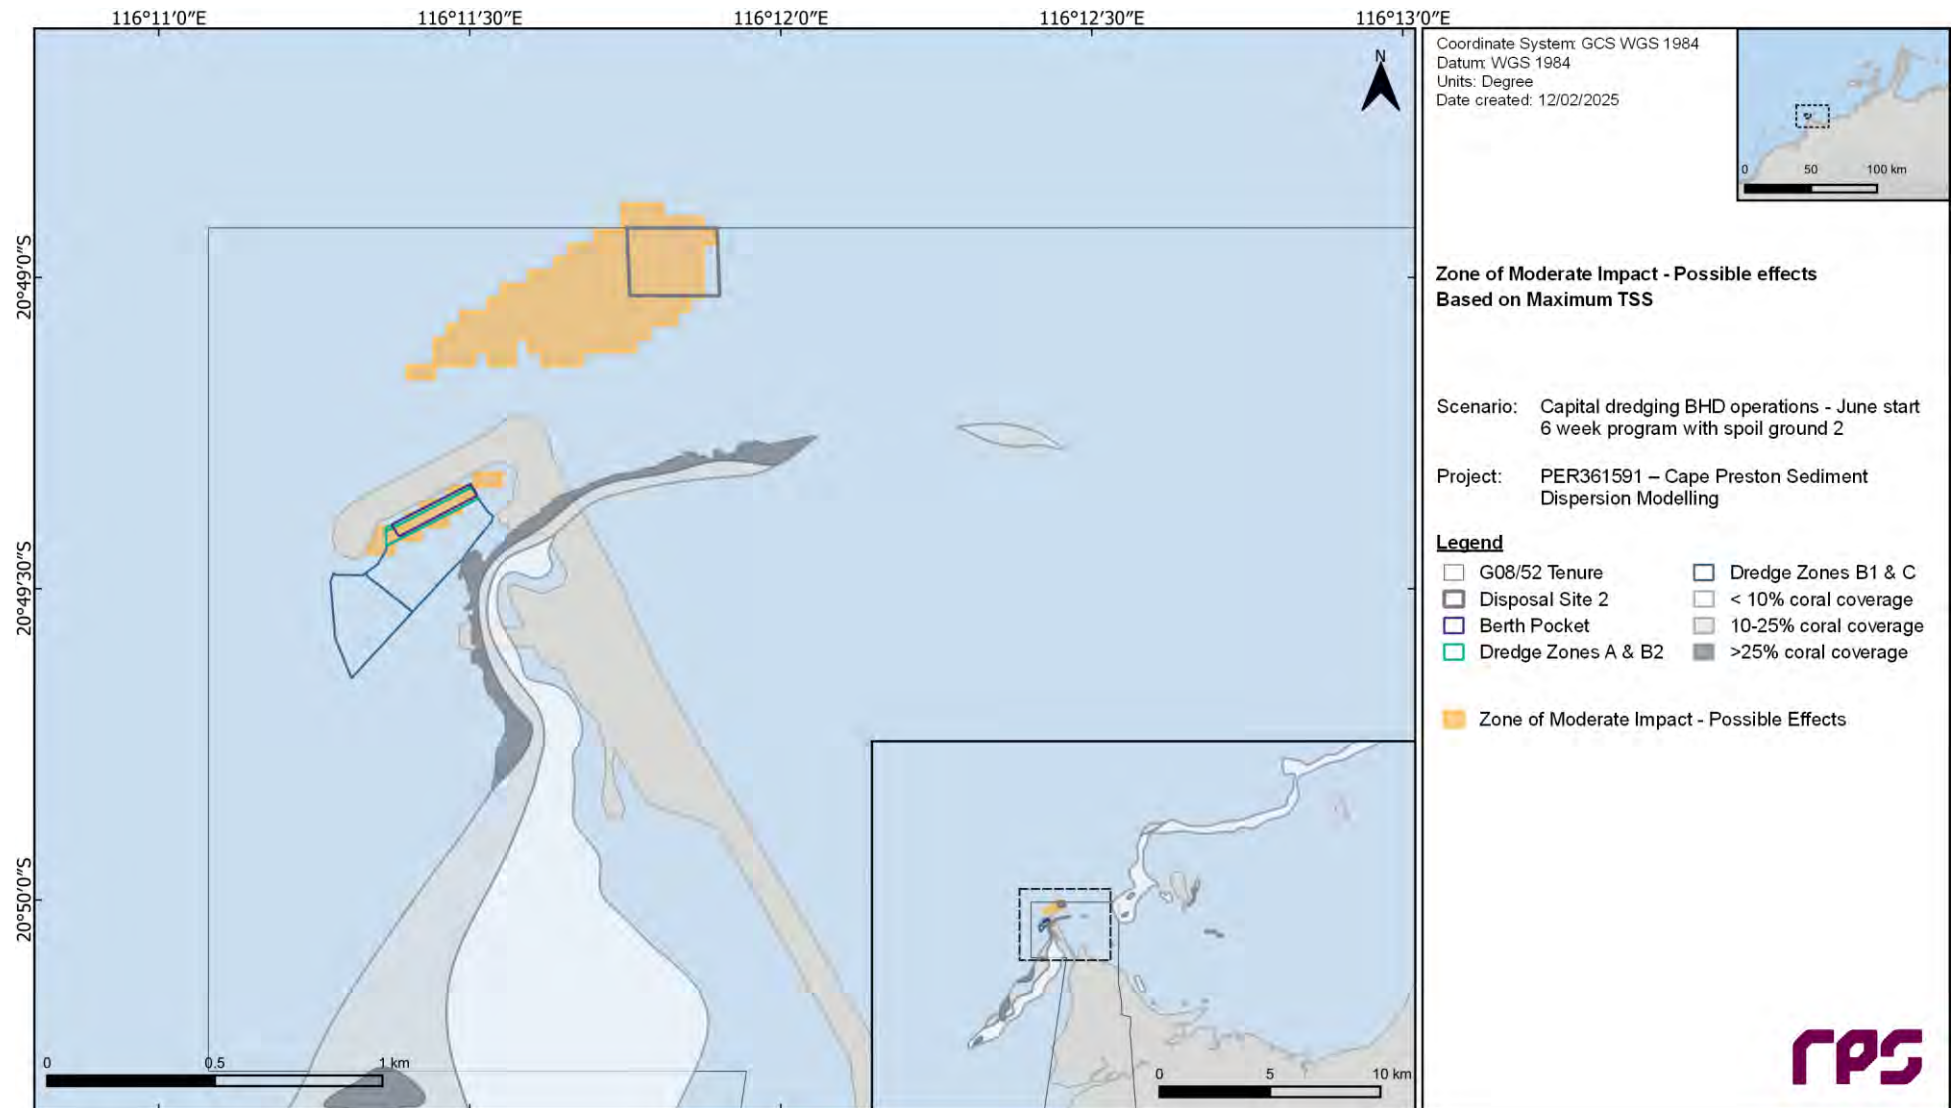 116°11′0″E
116°11′30″E
116°12′0″E
116°12′30″E
116°13′0″E
20°49′0″S
20°49′30″S
20°50′0″S
N
0
0.5
1 km
0
5
10 km
Coordinate System: GCS WGS 1984
Datum: WGS 1984
Units: Degree
Date created: 12/02/2025
0
50
100 km
Zone of Moderate Impact - Possible effects
Based on Maximum TSS
Scenario: Capital dredging BHD operations - June start
6 week program with spoil ground 2
Project: PER361591 – Cape Preston Sediment
Dispersion Modelling
Legend
G08/52 Tenure
Disposal Site 2
Berth Pocket
Dredge Zones A & B2
Dredge Zones B1 & C
< 10% coral coverage
10-25% coral coverage
>25% coral coverage
Zone of Moderate Impact - Possible Effects
rps